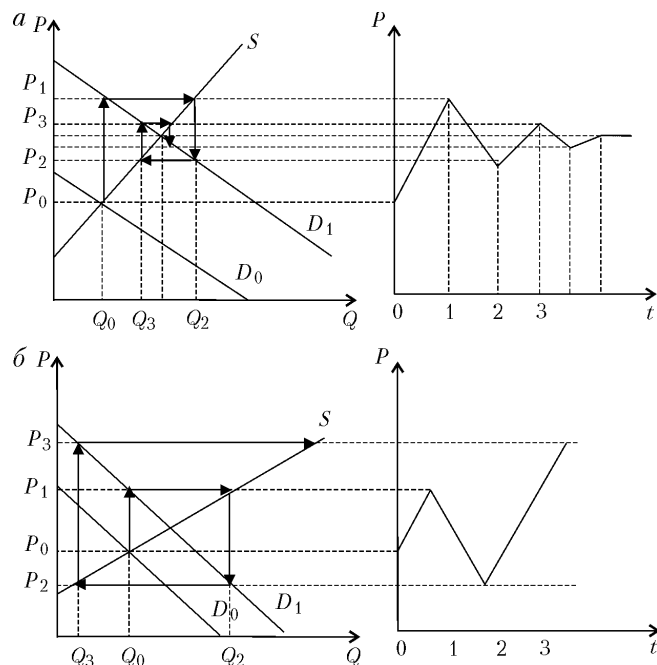 а P
S
P₁
P₃
P₂
P₀
D₁
D₀
Q₀ Q₃ Q₂ Q
P
0 1 2 3 t
б P
S
P₃
P₁
P₀
P₂
D₀ D₁
Q₃ Q₀ Q₂ Q
P
0 1 2 3 t